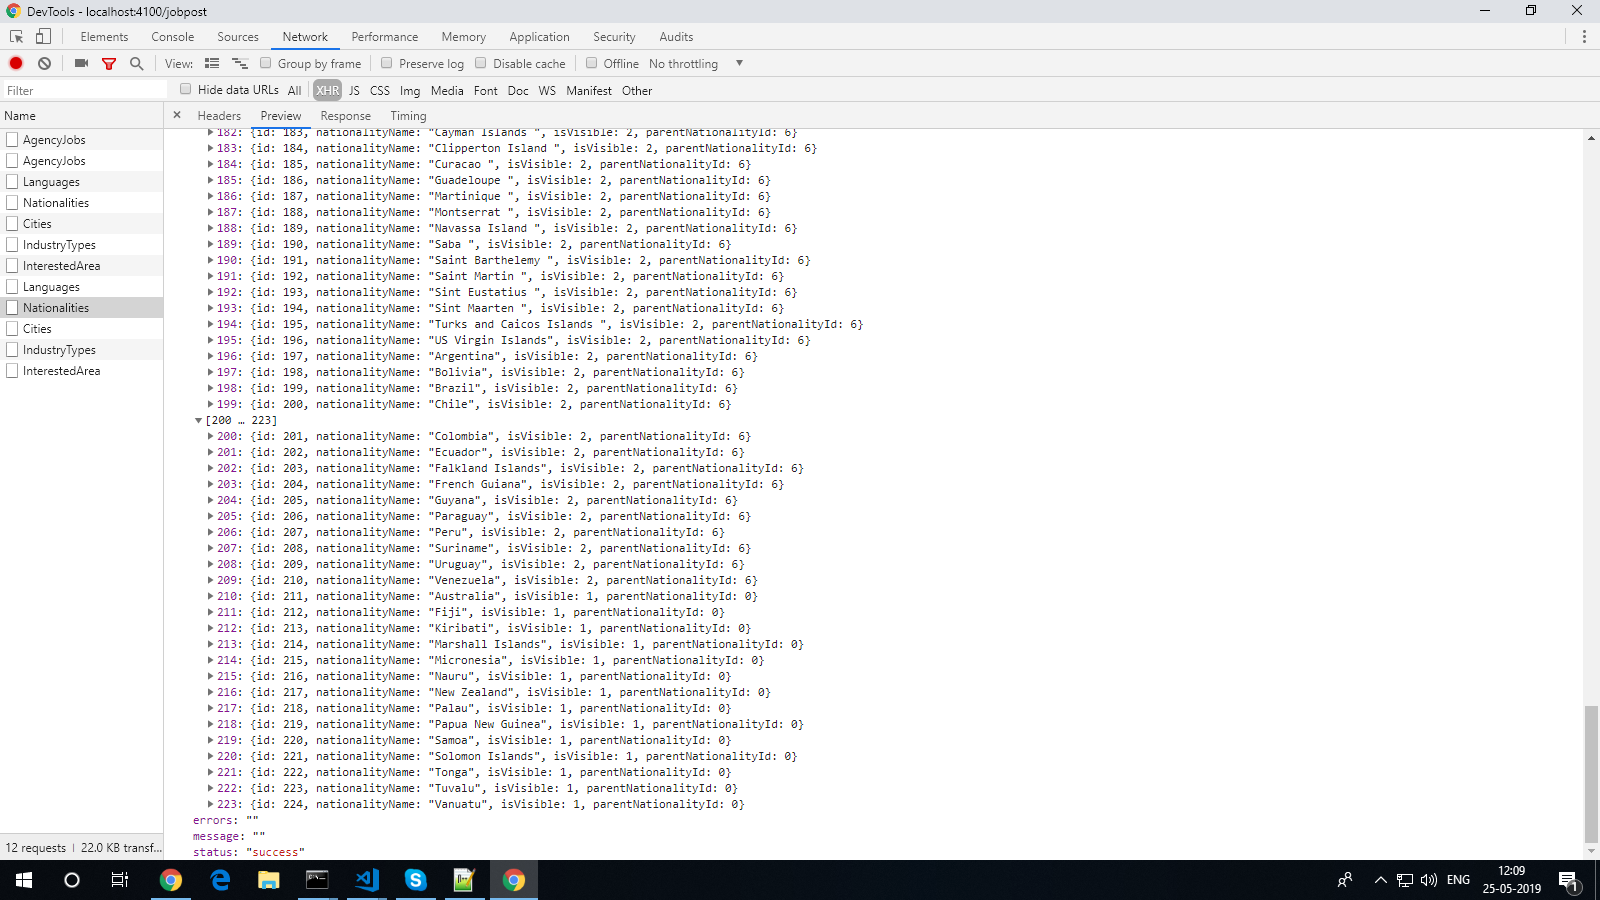 DevTools - localhost:4100/jobpost
Elements Console Sources Network Performance Memory Application Security Audits
View: Group by frame Preserve log Disable cache Offline No throttling
Filter Hide data URLs All XHR JS CSS Img Media Font Doc WS Manifest Other
Name
AgencyJobs
AgencyJobs
Languages
Nationalities
Cities
IndustryTypes
InterestedArea
Languages
Nationalities
Cities
IndustryTypes
InterestedArea
12 requests | 22.0 KB transf...
× Headers Preview Response Timing
182: {id: 183, nationalityName: "Cayman Islands ", isVisible: 2, parentNationalityId: 6}
183: {id: 184, nationalityName: "Clipperton Island ", isVisible: 2, parentNationalityId: 6}
184: {id: 185, nationalityName: "Curacao ", isVisible: 2, parentNationalityId: 6}
185: {id: 186, nationalityName: "Guadeloupe ", isVisible: 2, parentNationalityId: 6}
186: {id: 187, nationalityName: "Martinique ", isVisible: 2, parentNationalityId: 6}
187: {id: 188, nationalityName: "Montserrat ", isVisible: 2, parentNationalityId: 6}
188: {id: 189, nationalityName: "Navassa Island ", isVisible: 2, parentNationalityId: 6}
189: {id: 190, nationalityName: "Saba ", isVisible: 2, parentNationalityId: 6}
190: {id: 191, nationalityName: "Saint Barthelemy ", isVisible: 2, parentNationalityId: 6}
191: {id: 192, nationalityName: "Saint Martin ", isVisible: 2, parentNationalityId: 6}
192: {id: 193, nationalityName: "Sint Eustatius ", isVisible: 2, parentNationalityId: 6}
193: {id: 194, nationalityName: "Sint Maarten ", isVisible: 2, parentNationalityId: 6}
194: {id: 195, nationalityName: "Turks and Caicos Islands ", isVisible: 2, parentNationalityId: 6}
195: {id: 196, nationalityName: "US Virgin Islands", isVisible: 2, parentNationalityId: 6}
196: {id: 197, nationalityName: "Argentina", isVisible: 2, parentNationalityId: 6}
197: {id: 198, nationalityName: "Bolivia", isVisible: 2, parentNationalityId: 6}
198: {id: 199, nationalityName: "Brazil", isVisible: 2, parentNationalityId: 6}
199: {id: 200, nationalityName: "Chile", isVisible: 2, parentNationalityId: 6}
[200 … 223]
200: {id: 201, nationalityName: "Colombia", isVisible: 2, parentNationalityId: 6}
201: {id: 202, nationalityName: "Ecuador", isVisible: 2, parentNationalityId: 6}
202: {id: 203, nationalityName: "Falkland Islands", isVisible: 2, parentNationalityId: 6}
203: {id: 204, nationalityName: "French Guiana", isVisible: 2, parentNationalityId: 6}
204: {id: 205, nationalityName: "Guyana", isVisible: 2, parentNationalityId: 6}
205: {id: 206, nationalityName: "Paraguay", isVisible: 2, parentNationalityId: 6}
206: {id: 207, nationalityName: "Peru", isVisible: 2, parentNationalityId: 6}
207: {id: 208, nationalityName: "Suriname", isVisible: 2, parentNationalityId: 6}
208: {id: 209, nationalityName: "Uruguay", isVisible: 2, parentNationalityId: 6}
209: {id: 210, nationalityName: "Venezuela", isVisible: 2, parentNationalityId: 6}
210: {id: 211, nationalityName: "Australia", isVisible: 1, parentNationalityId: 0}
211: {id: 212, nationalityName: "Fiji", isVisible: 1, parentNationalityId: 0}
212: {id: 213, nationalityName: "Kiribati", isVisible: 1, parentNationalityId: 0}
213: {id: 214, nationalityName: "Marshall Islands", isVisible: 1, parentNationalityId: 0}
214: {id: 215, nationalityName: "Micronesia", isVisible: 1, parentNationalityId: 0}
215: {id: 216, nationalityName: "Nauru", isVisible: 1, parentNationalityId: 0}
216: {id: 217, nationalityName: "New Zealand", isVisible: 1, parentNationalityId: 0}
217: {id: 218, nationalityName: "Palau", isVisible: 1, parentNationalityId: 0}
218: {id: 219, nationalityName: "Papua New Guinea", isVisible: 1, parentNationalityId: 0}
219: {id: 220, nationalityName: "Samoa", isVisible: 1, parentNationalityId: 0}
220: {id: 221, nationalityName: "Solomon Islands", isVisible: 1, parentNationalityId: 0}
221: {id: 222, nationalityName: "Tonga", isVisible: 1, parentNationalityId: 0}
222: {id: 223, nationalityName: "Tuvalu", isVisible: 1, parentNationalityId: 0}
223: {id: 224, nationalityName: "Vanuatu", isVisible: 1, parentNationalityId: 0}
errors: ""
message: ""
status: "success"
ENG
12:09
25-05-2019
1